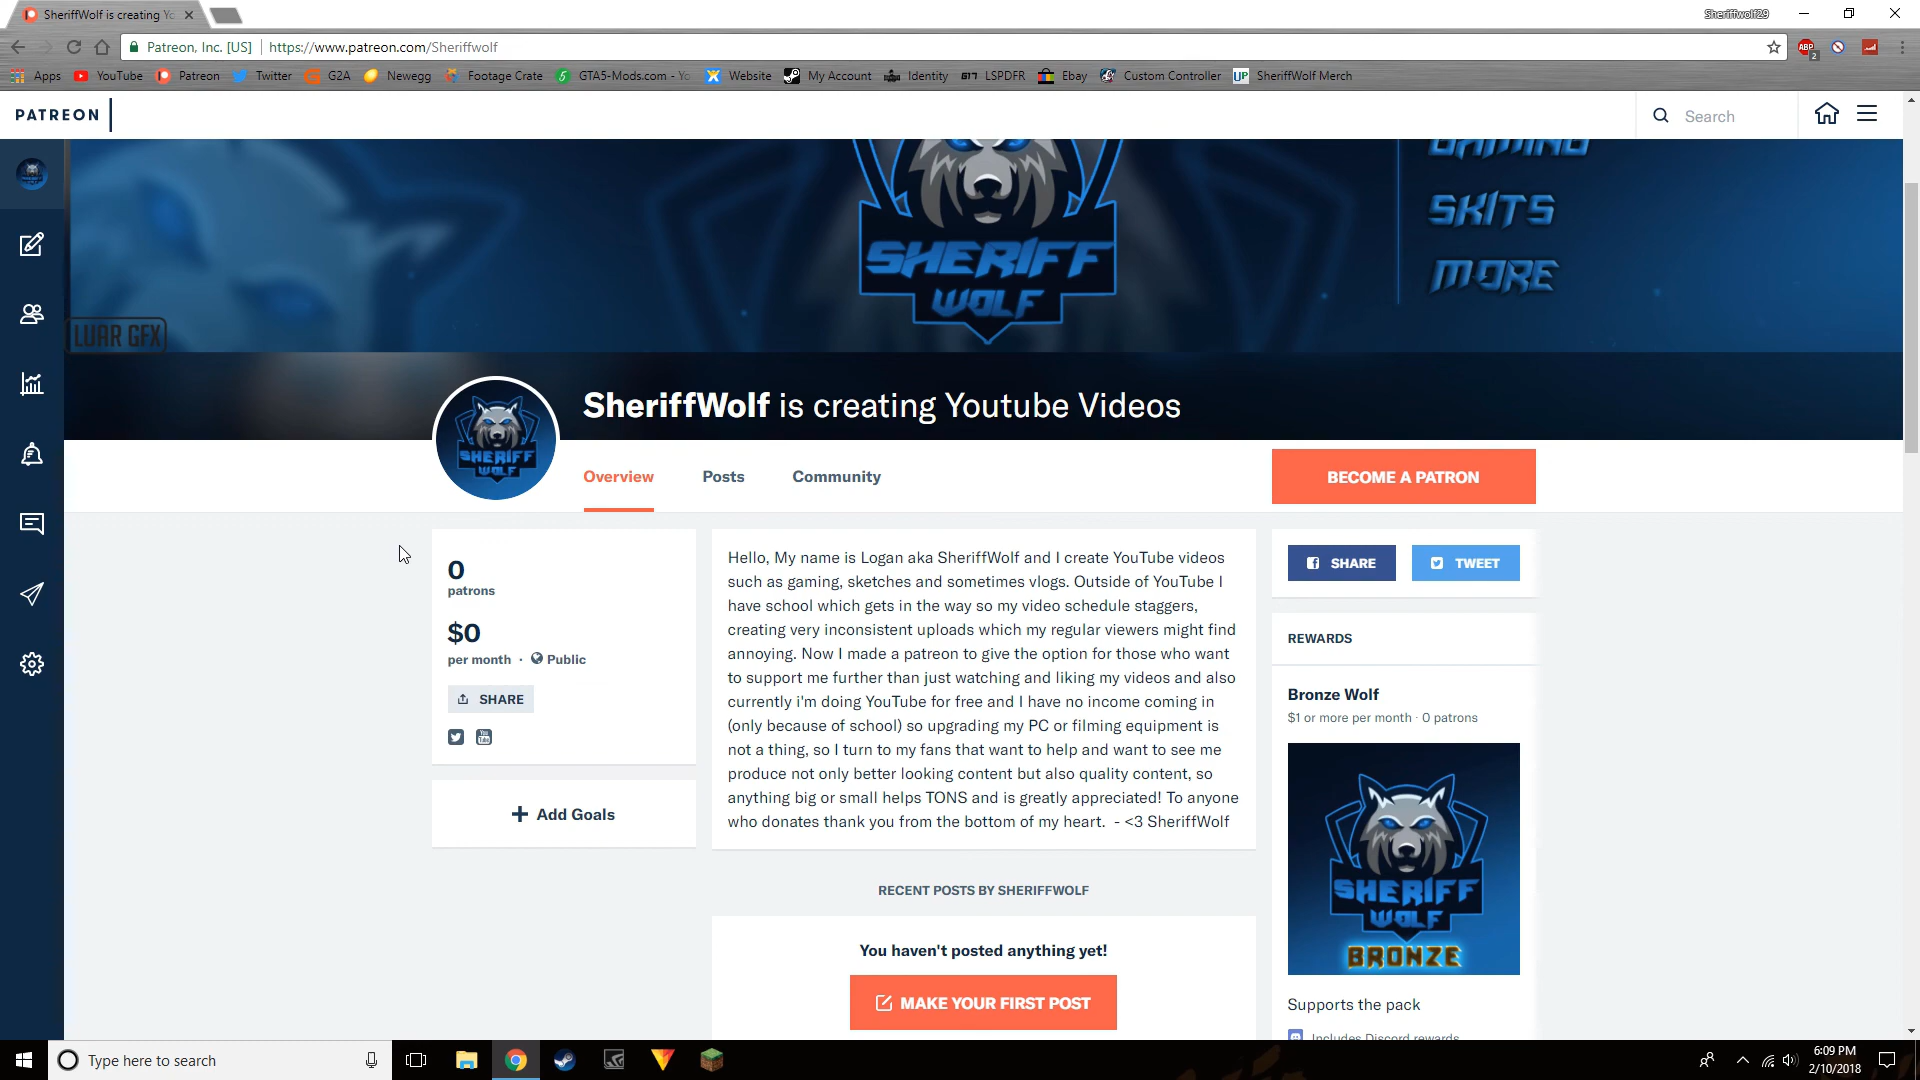 SheriffWolf is creating Yo
Sheriffwolf29
Patreon, Inc. [US] https://www.patreon.com/Sheriffwolf
ABP
2
Apps YouTube Patreon Twitter G2A Newegg Footage Crate GTA5-Mods.com - Yo Website My Account Identity LSPDFR Ebay Custom Controller UP SheriffWolf Merch
PATREON
Search
GAMING
SKITS
MORE
SHERIFF
WOLF
LUAR GFX
SheriffWolf is creating Youtube Videos
SHERIFF
WOLF
Overview Posts Community
BECOME A PATRON
0
patrons
$0
per month · Public
SHARE
Add Goals
Hello, My name is Logan aka SheriffWolf and I create YouTube videos
such as gaming, sketches and sometimes vlogs. Outside of YouTube I
have school which gets in the way so my video schedule staggers,
creating very inconsistent uploads which my regular viewers might find
annoying. Now I made a patreon to give the option for those who want
to support me further than just watching and liking my videos and also
currently i'm doing YouTube for free and I have no income coming in
(only because of school) so upgrading my PC or filming equipment is
not a thing, so I turn to my fans that want to help and want to see me
produce not only better looking content but also quality content, so
anything big or small helps TONS and is greatly appreciated! To anyone
who donates thank you from the bottom of my heart. - <3 SheriffWolf
RECENT POSTS BY SHERIFFWOLF
You haven't posted anything yet!
MAKE YOUR FIRST POST
SHARE TWEET
REWARDS
Bronze Wolf
$1 or more per month · 0 patrons
SHERIFF
WOLF
BRONZE
Supports the pack
Includes Discord rewards
Type here to search
6:09 PM
2/10/2018